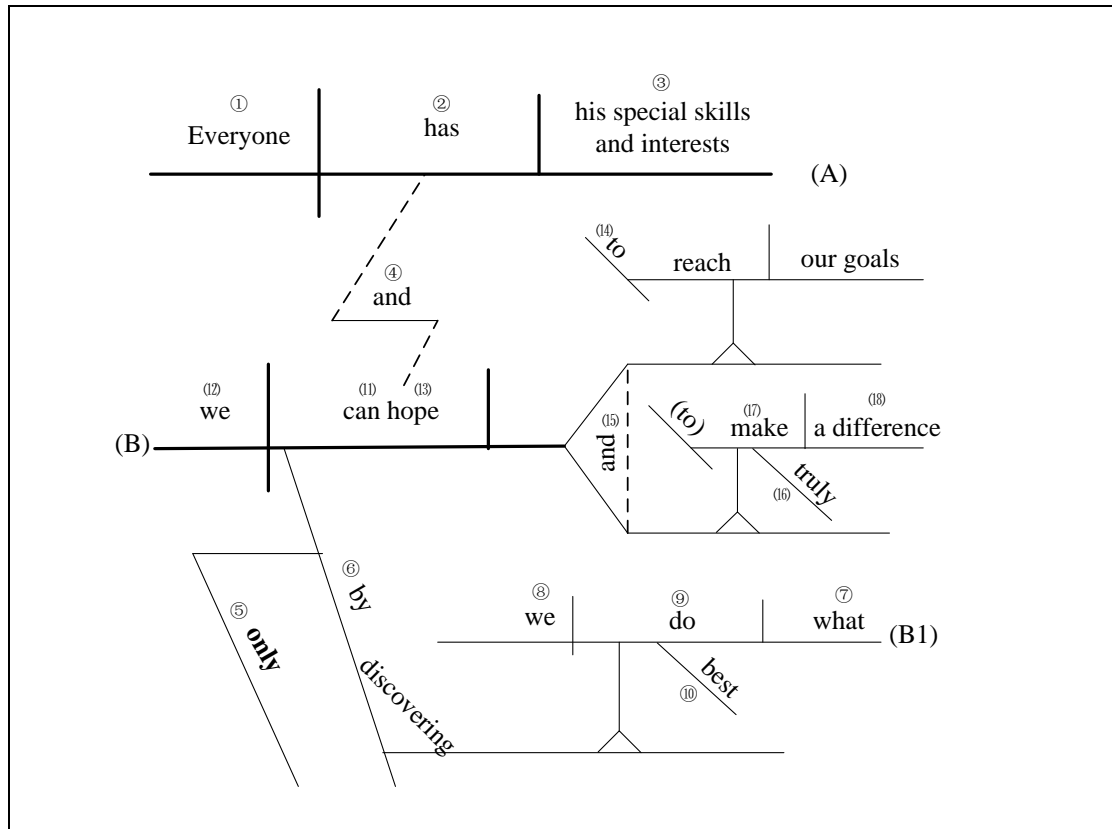 ① ② ③
Everyone has his special skills
and interests
(A)
⒁ to reach our goals
④
and
⑿ ⑾ ⒀
we can hope
(B)
and ⒂
(to) ⒄ make ⒅ a difference
truly
⒃
⑤ only
⑥ by
discovering
⑧ ⑨ ⑦
we do what
(B1)
best
⑩